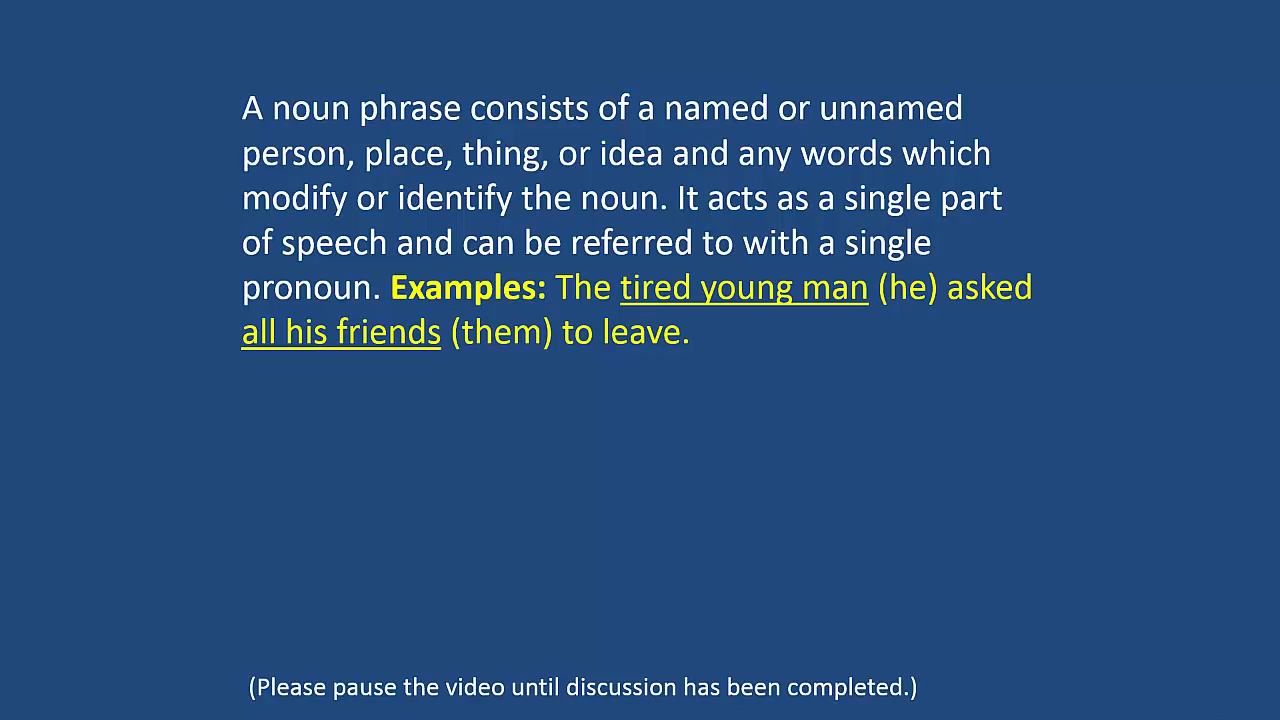 A noun phrase consists of a named or unnamed
person, place, thing, or idea and any words which
modify or identify the noun. It acts as a single part
of speech and can be referred to with a single
pronoun. Examples: The tired young man (he) asked
all his friends (them) to leave.
(Please pause the video until discussion has been completed.)